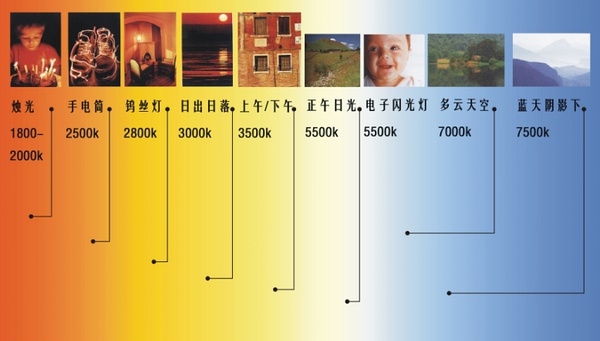 烛光
手电筒
钨丝灯
日出日落
上午/下午
正午日光
电子闪光灯
多云天空
蓝天阴影下
1800-
2000k
2500k
2800k
3000k
3500k
5500k
5500k
7000k
7500k